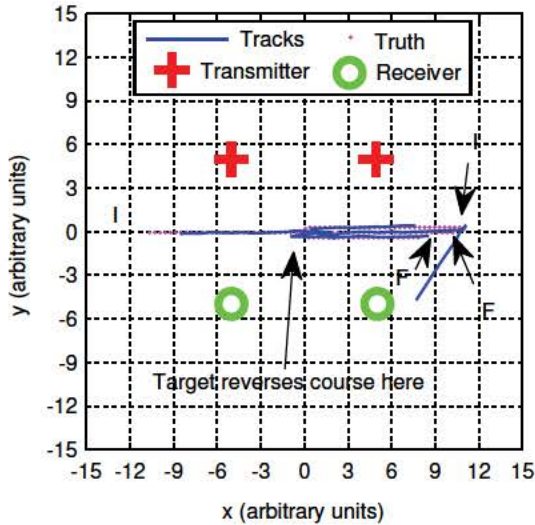 15
12
9
6
3
0
-3
-6
-9
-12
-15
y (arbitrary units)
Tracks
Truth
Transmitter
Receiver
I
I
F
F
Target reverses course here
-15 -12 -9 -6 -3 0 3 6 9 12 15
x (arbitrary units)